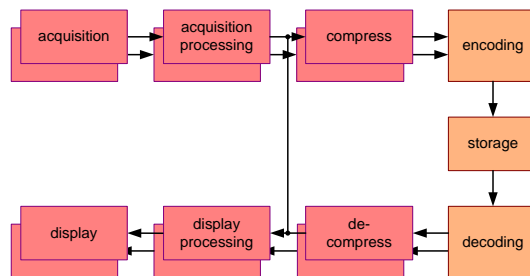 acquisition
acquisition
processing
compress
encoding
storage
display
display
processing
de-
compress
decoding